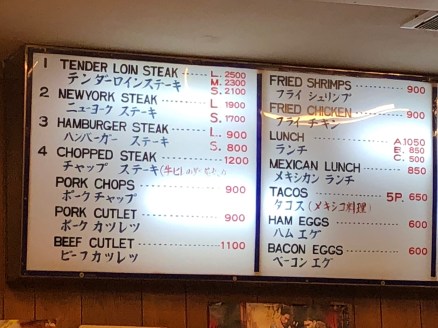 1 TENDER LOIN STEAK L. 2500
テンダーロインステーキ M. 2300
S. 2100
2 NEWYORK STEAK L 1900
ニューヨーク ステーキ S. 1700
3 HAMBURGER STEAK L. 900
ハンバーガー ステーキ S. 800
4 CHOPPED STEAK 1200
チャップ ステーキ
PORK CHOPS 900
ポーク チャップ
PORK CUTLET 900
ポーク カツレツ
BEEF CUTLET 1100
ビーフ カツレツ
FRIED SHRIMPS 900
フライ シュリンプ
FRIED CHICKEN 900
フライ チキン
LUNCH A.1050
ランチ B. 850
C. 500
MEXICAN LUNCH 850
メキシカン ランチ
TACOS 5P. 650
タコス (メキシコ料理)
HAM EGGS 600
ハム エグ
BACON EGGS 600
ベーコン エグ